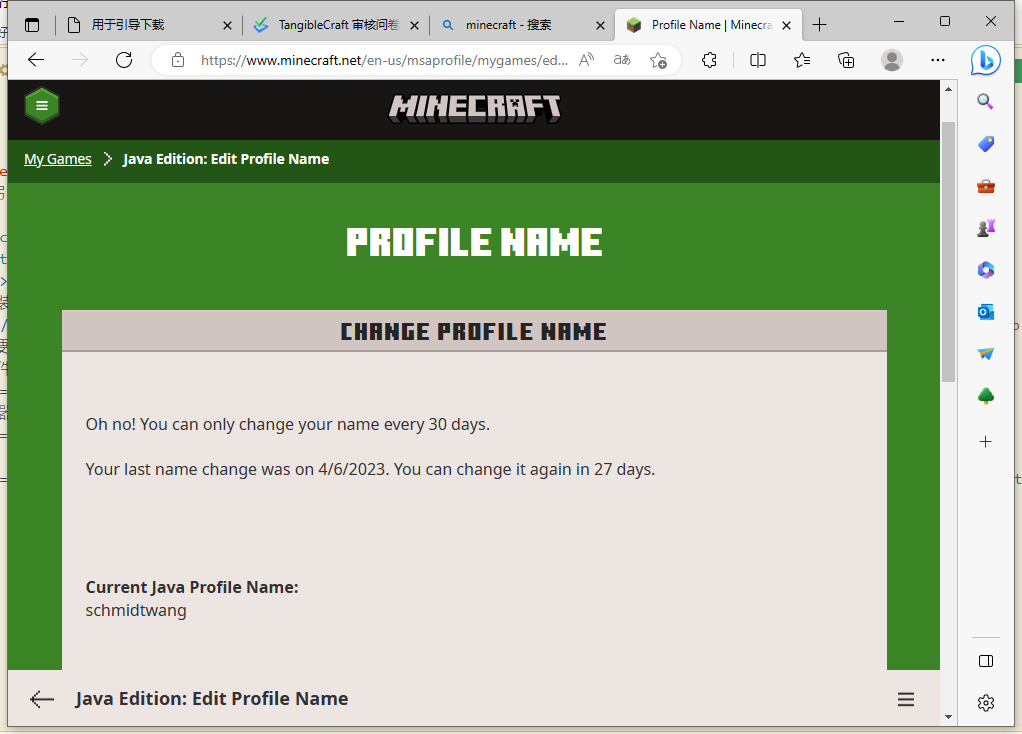 用于引导下载
TangibleCraft 审核问卷
minecraft - 搜索
Profile Name | Minecra
https://www.minecraft.net/en-us/msaprofile/mygames/ed...
MINECRAFT
My Games > Java Edition: Edit Profile Name
PROFILE NAME
CHANGE PROFILE NAME
Oh no! You can only change your name every 30 days.
Your last name change was on 4/6/2023. You can change it again in 27 days.
Current Java Profile Name:
schmidtwang
Java Edition: Edit Profile Name